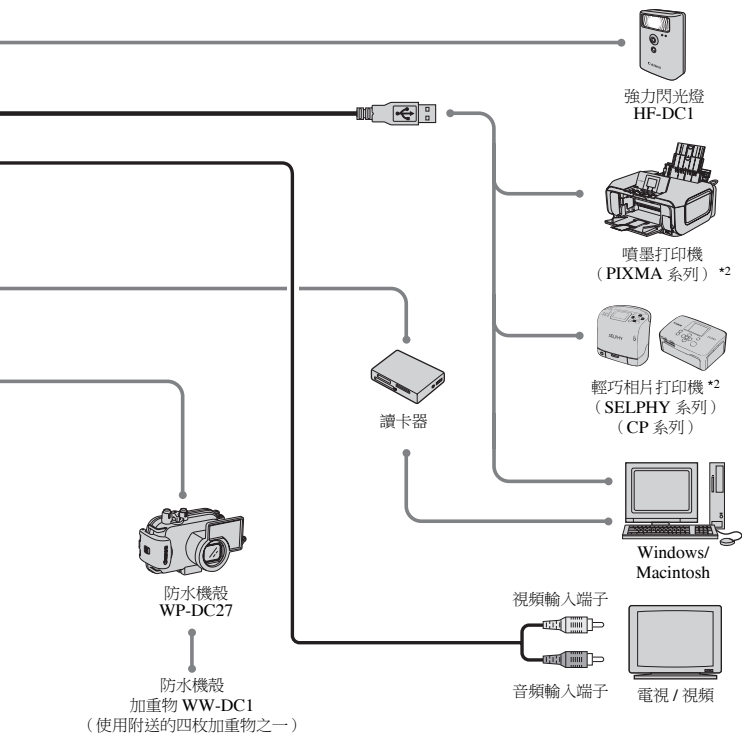 強力閃光燈
HF-DC1
噴墨打印機
（PIXMA 系列）*2
SELPHY
輕巧相片打印機 *2
（SELPHY 系列）
（CP 系列）
讀卡器
Windows/
Macintosh
防水機殼
WP-DC27
防水機殼
加重物 WW-DC1
（使用附送的四枚加重物之一）
視頻輸入端子
音頻輸入端子
電視 / 視頻